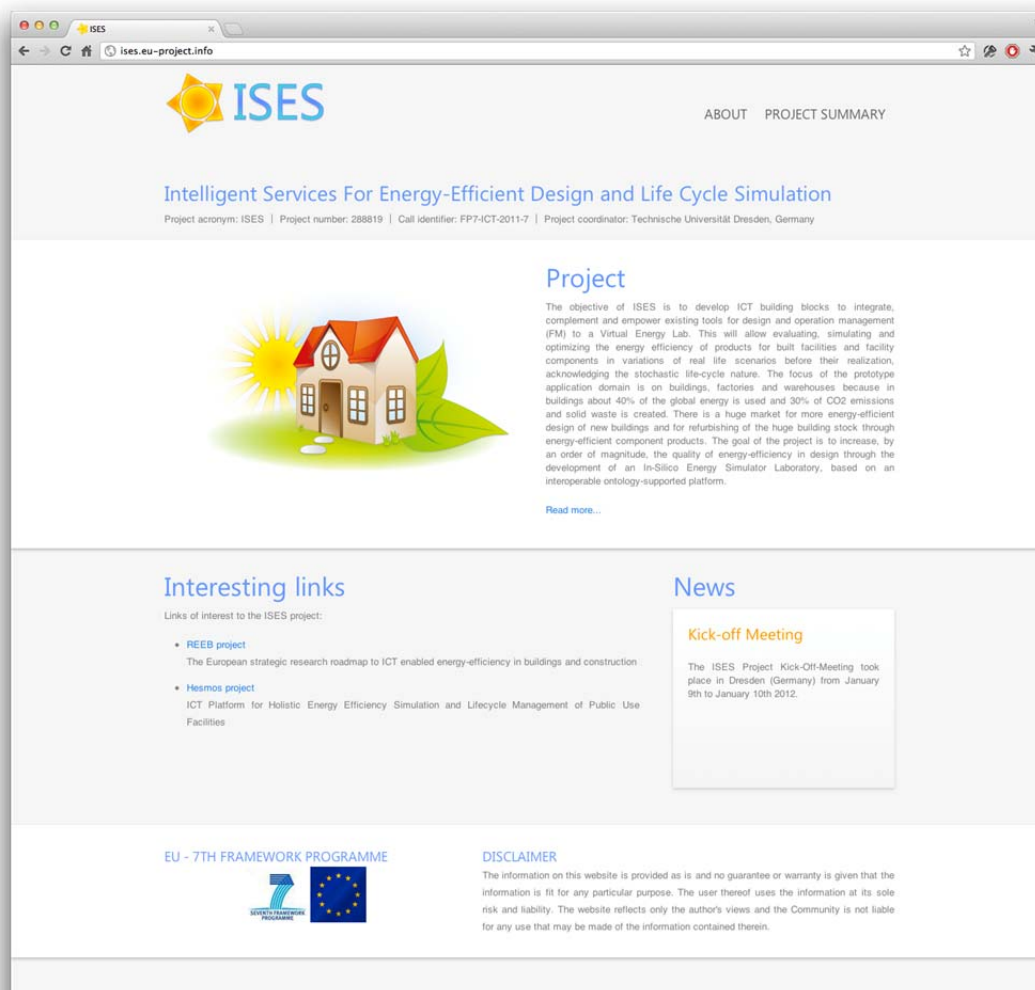 ISES
ises.eu-project.info
ISES
ABOUT PROJECT SUMMARY
Intelligent Services For Energy-Efficient Design and Life Cycle Simulation
Project acronym: ISES | Project number: 288819 | Call identifier: FP7-ICT-2011-7 | Project coordinator: Technische Universität Dresden, Germany
Project
The objective of ISES is to develop ICT building blocks to integrate,
complement and empower existing tools for design and operation management
(FM) to a Virtual Energy Lab. This will allow evaluating, simulating and
optimizing the energy efficiency of products for built facilities and facility
components in variations of real life scenarios before their realization,
acknowledging the stochastic life-cycle nature. The focus of the prototype
application domain is on buildings, factories and warehouses because in
buildings about 40% of the global energy is used and 30% of CO2 emissions
and solid waste is created. There is a huge market for more energy-efficient
design of new buildings and for refurbishing of the huge building stock through
energy-efficient component products. The goal of the project is to increase, by
an order of magnitude, the quality of energy-efficiency in design through the
development of an In-Silico Energy Simulator Laboratory, based on an
interoperable ontology-supported platform.
Read more...
Interesting links
Links of interest to the ISES project:
REEB project
The European strategic research roadmap to ICT enabled energy-efficiency in buildings and construction
Hesmos project
ICT Platform for Holistic Energy Efficiency Simulation and Lifecycle Management of Public Use
Facilities
News
Kick-off Meeting
The ISES Project Kick-Off-Meeting took
place in Dresden (Germany) from January
9th to January 10th 2012.
EU - 7TH FRAMEWORK PROGRAMME
SEVENTH FRAMEWORK
PROGRAMME
DISCLAIMER
The information on this website is provided as is and no guarantee or warranty is given that the
information is fit for any particular purpose. The user thereof uses the information at its sole
risk and liability. The website reflects only the author's views and the Community is not liable
for any use that may be made of the information contained therein.